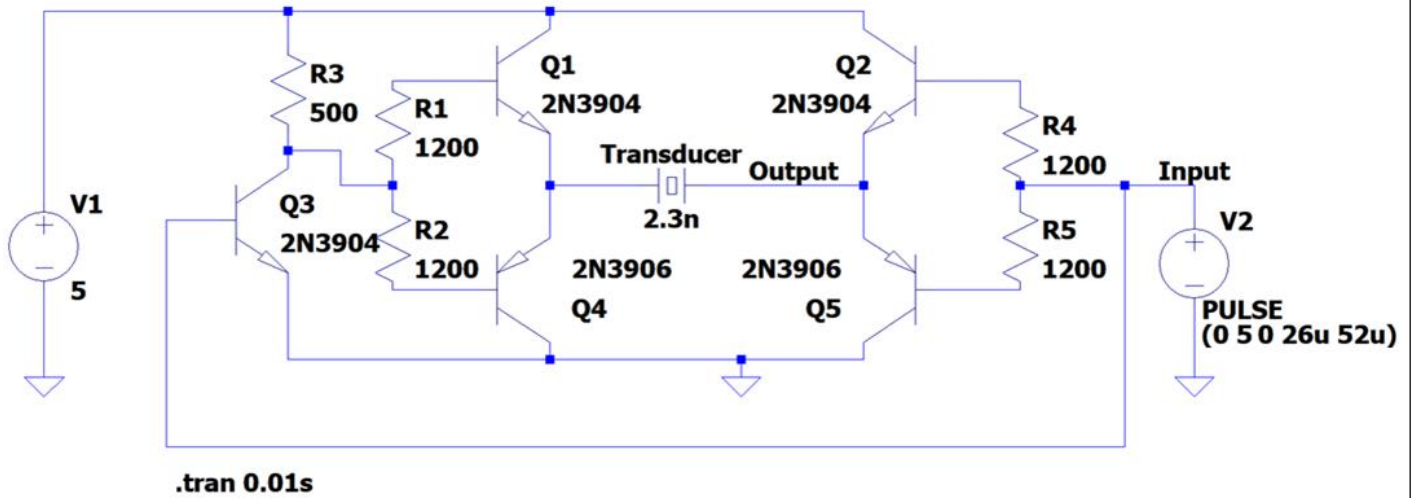 R3
500
R1
1200
Q1
2N3904
Q2
2N3904
R4
1200
Transducer
Output
2.3n
Input
V1
5
Q3
2N3904
R2
1200
2N3906
Q4
2N3906
Q5
R5
1200
V2
PULSE
(0 5 0 26u 52u)
.tran 0.01s